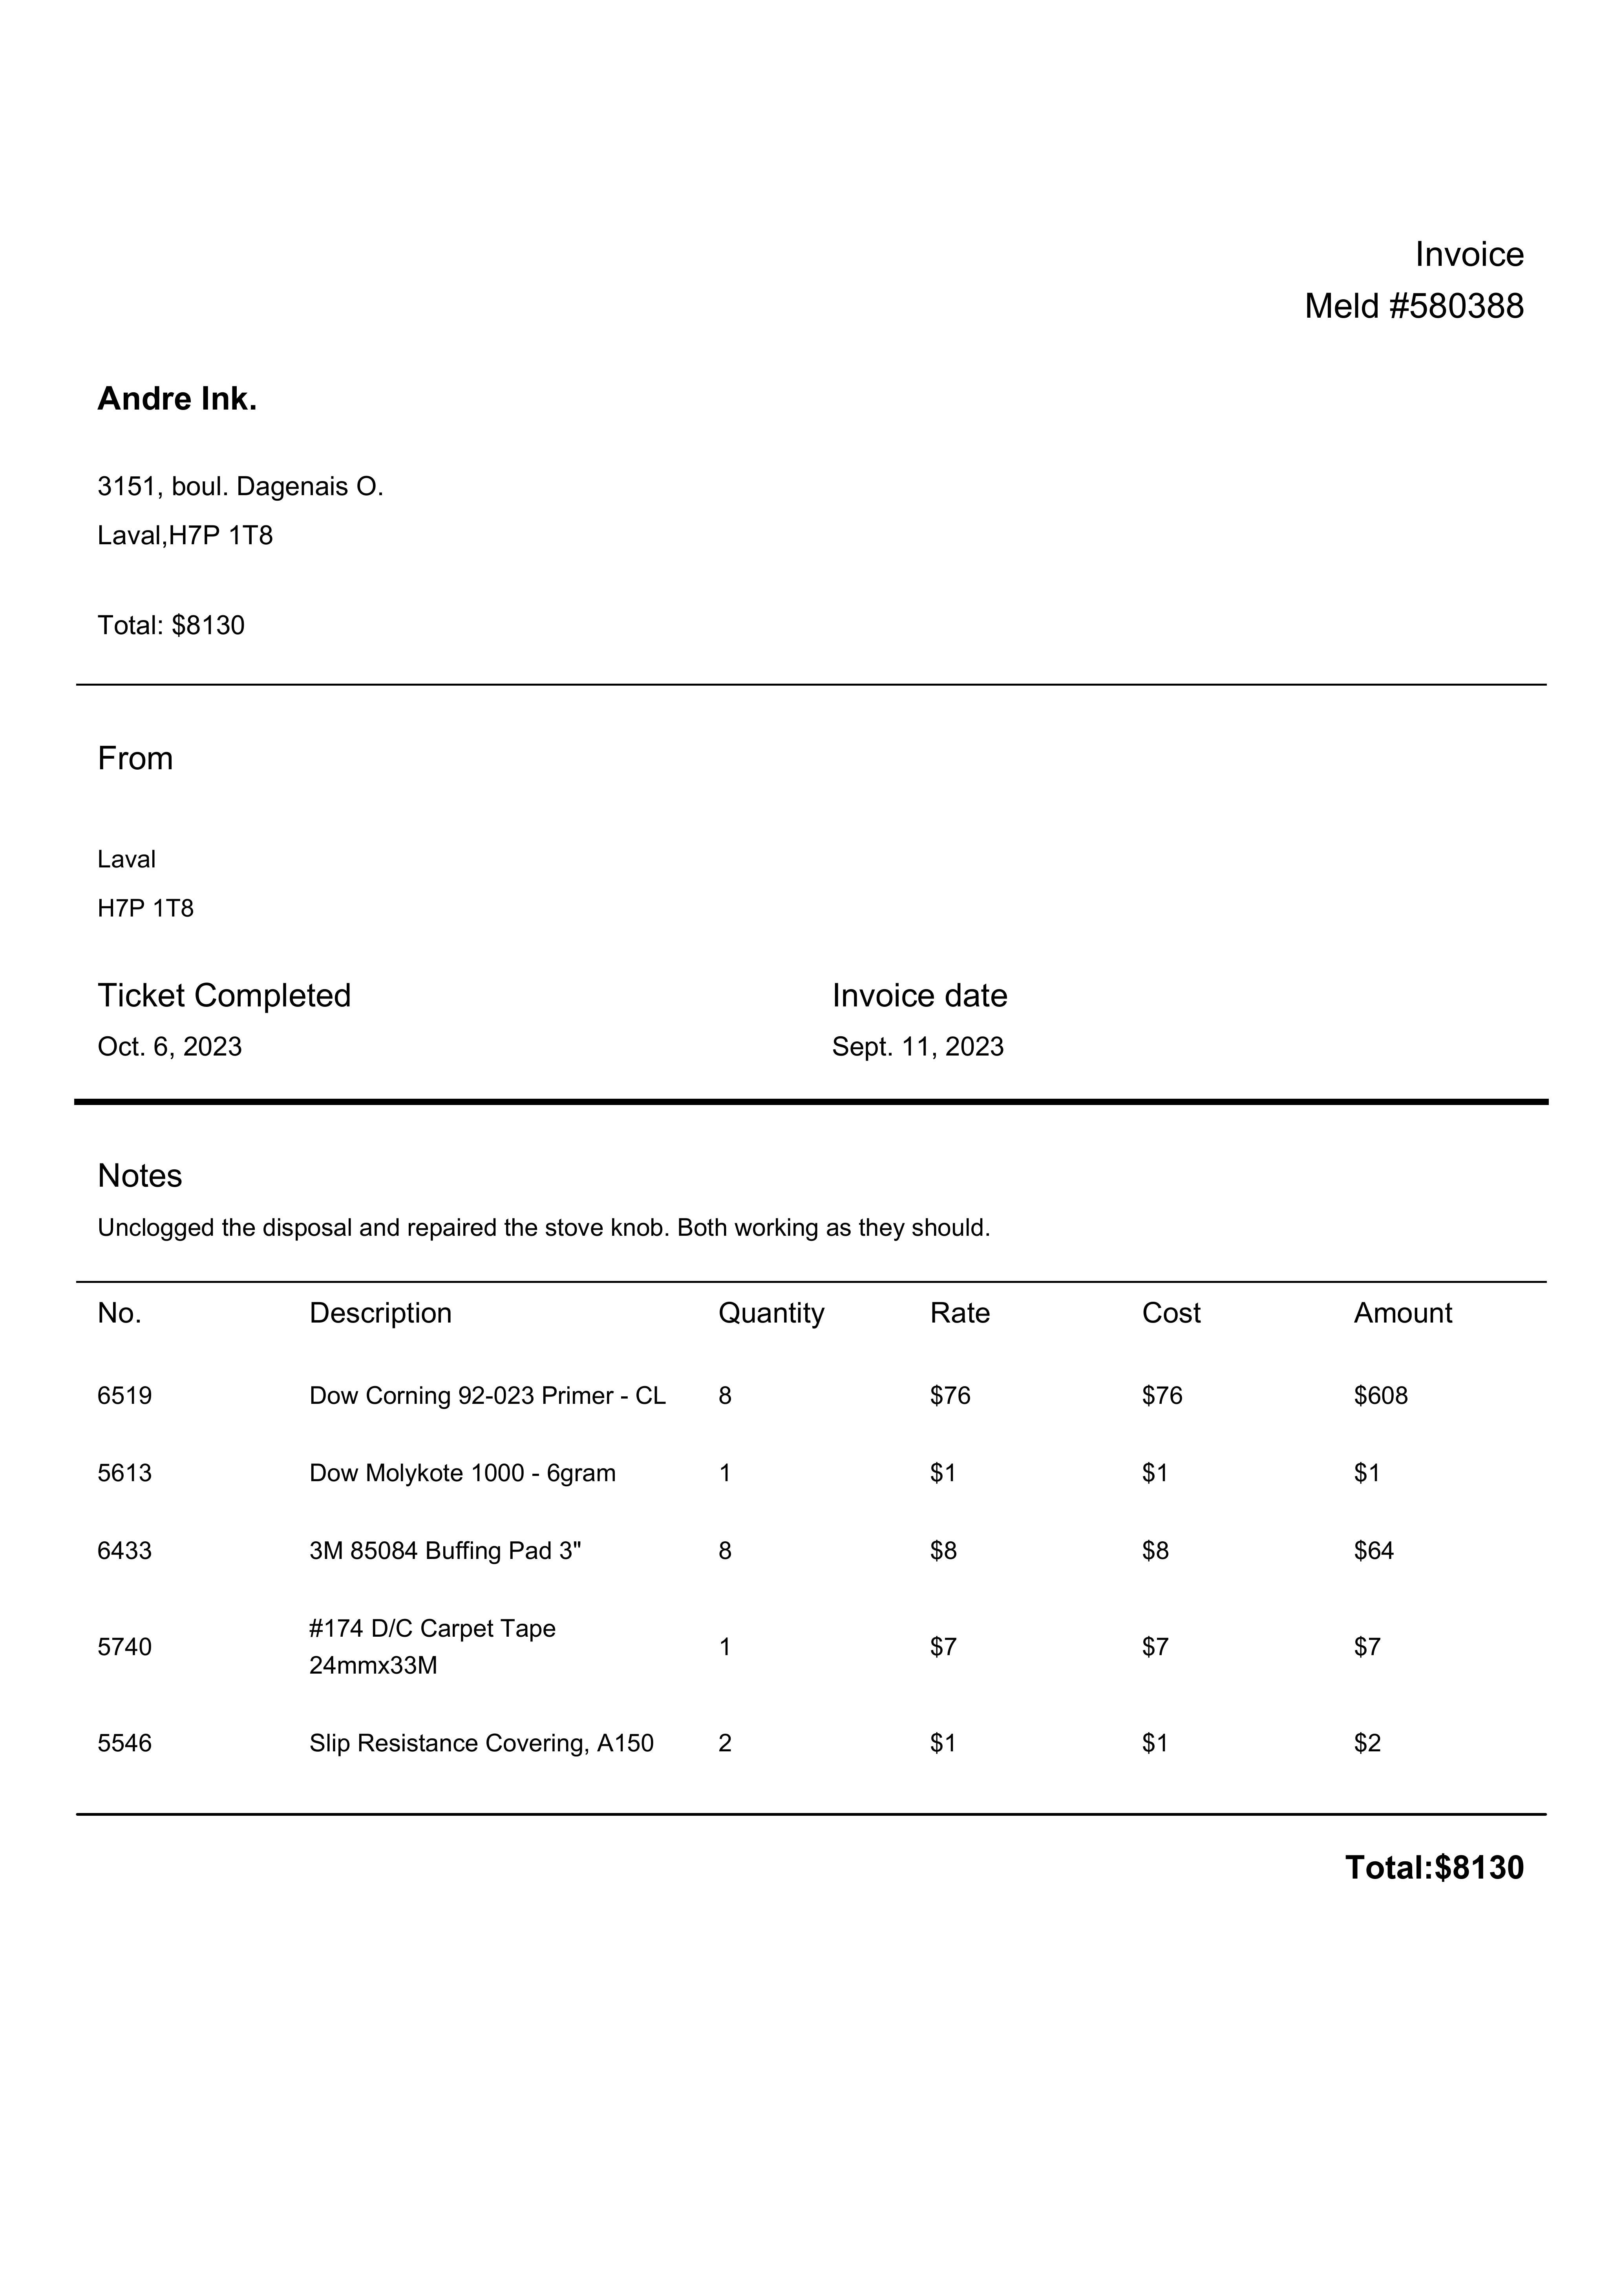 Invoice
Meld #580388
Andre Ink.
3151, boul. Dagenais O.
Laval,H7P 1T8
Total: $8130
From
Laval
H7P 1T8
Ticket Completed Invoice date
Oct. 6, 2023 Sept. 11, 2023
Notes
Unclogged the disposal and repaired the stove knob. Both working as they should.
No. Description Quantity Rate Cost Amount
6519 Dow Corning 92-023 Primer - CL 8 $76 $76 $608
5613 Dow Molykote 1000 - 6gram 1 $1 $1 $1
6433 3M 85084 Buffing Pad 3" 8 $8 $8 $64
#174 D/C Carpet Tape
5740 1 $7 $7 $7
24mmx33M
5546 Slip Resistance Covering, A150 2 $1 $1 $2
Total:$8130